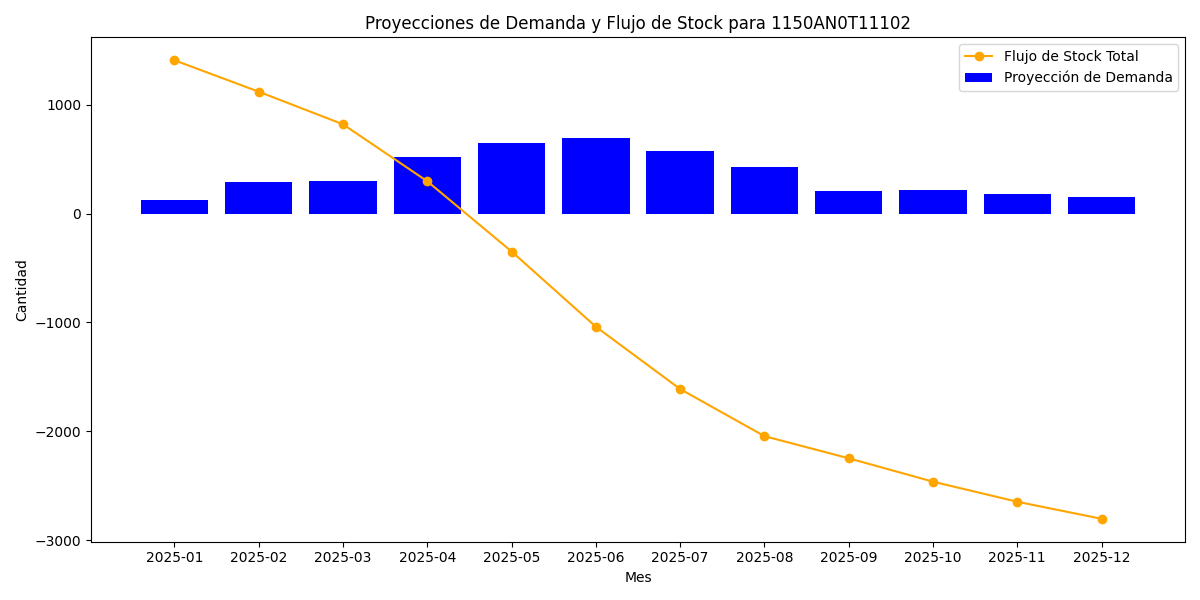 Proyecciones de Demanda y Flujo de Stock para 1150AN0T11102
Flujo de Stock Total
Proyección de Demanda
Cantidad
1000
0
−1000
−2000
−3000
2025-01 2025-02 2025-03 2025-04 2025-05 2025-06 2025-07 2025-08 2025-09 2025-10 2025-11 2025-12
Mes